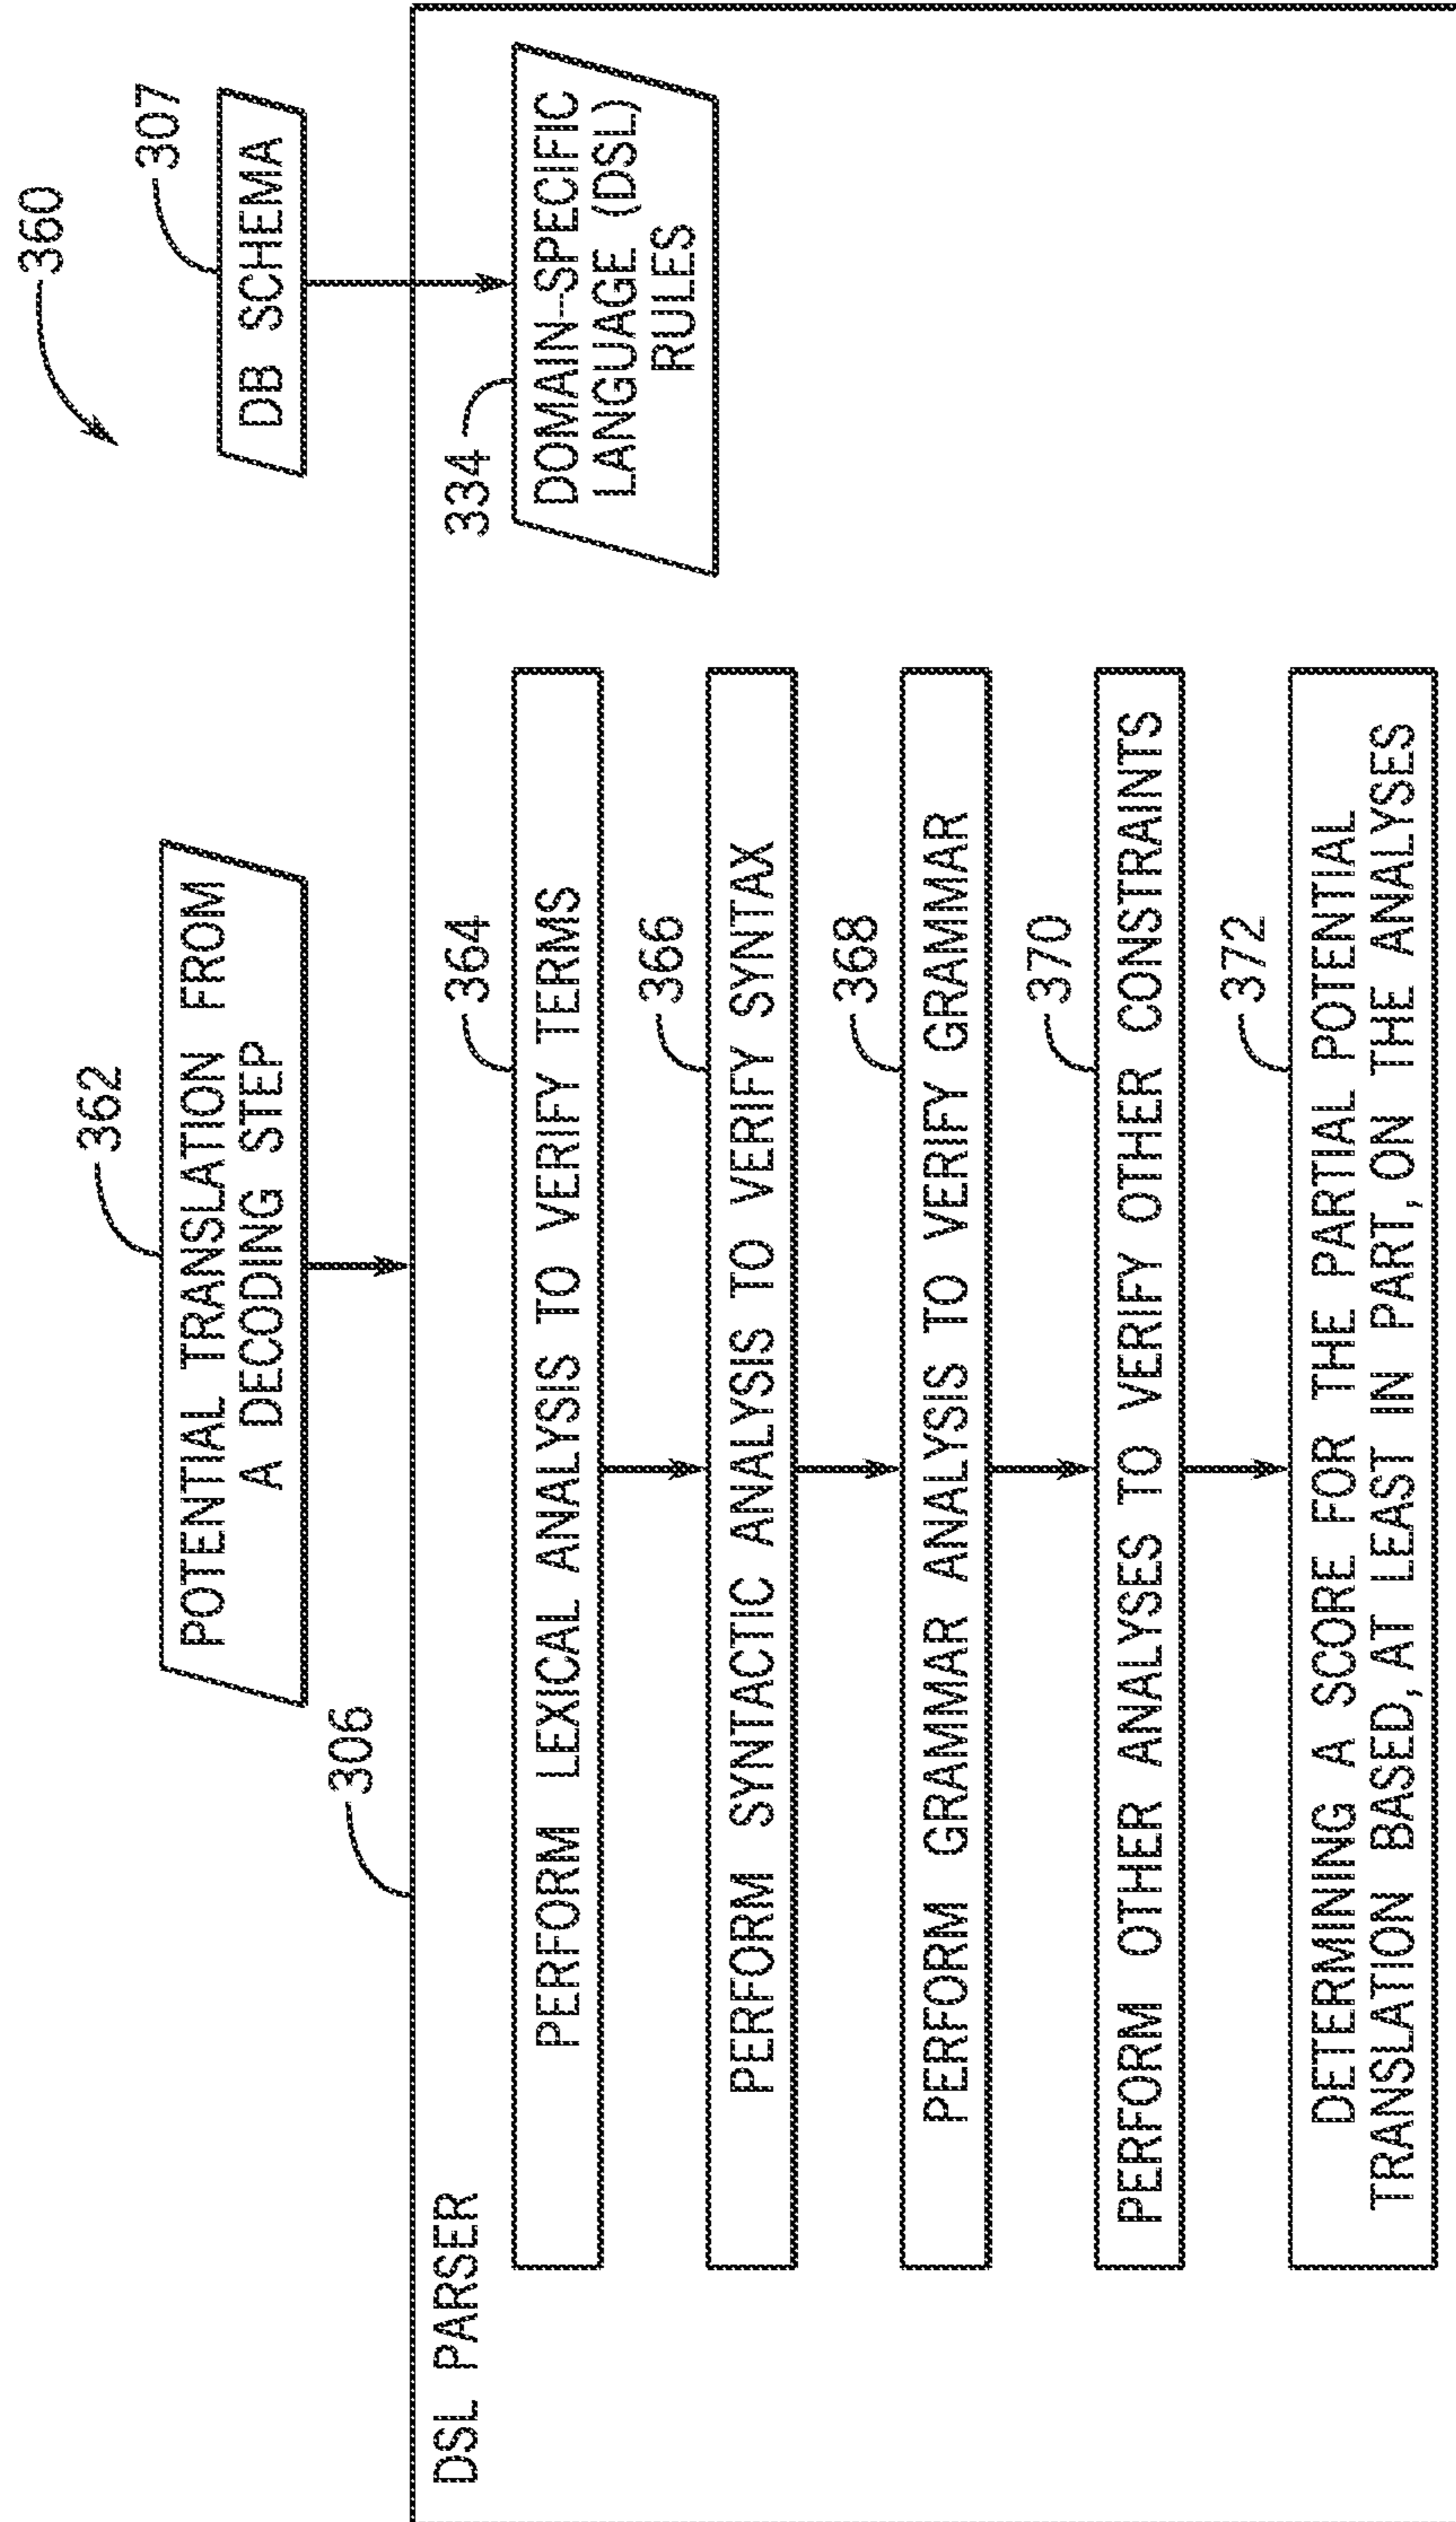 360
362
307
POTENTIAL TRANSLATION FROM
A DECODING STEP
DB SCHEMA
306
DSL PARSER
364
334
PERFORM LEXICAL ANALYSIS TO VERIFY TERMS
DOMAIN-SPECIFIC
LANGUAGE (DSL)
RULES
366
PERFORM SYNTACTIC ANALYSIS TO VERIFY SYNTAX
368
PERFORM GRAMMAR ANALYSIS TO VERIFY GRAMMAR
370
PERFORM OTHER ANALYSES TO VERIFY OTHER CONSTRAINTS
372
DETERMINING A SCORE FOR THE PARTIAL POTENTIAL
TRANSLATION BASED, AT LEAST IN PART, ON THE ANALYSES